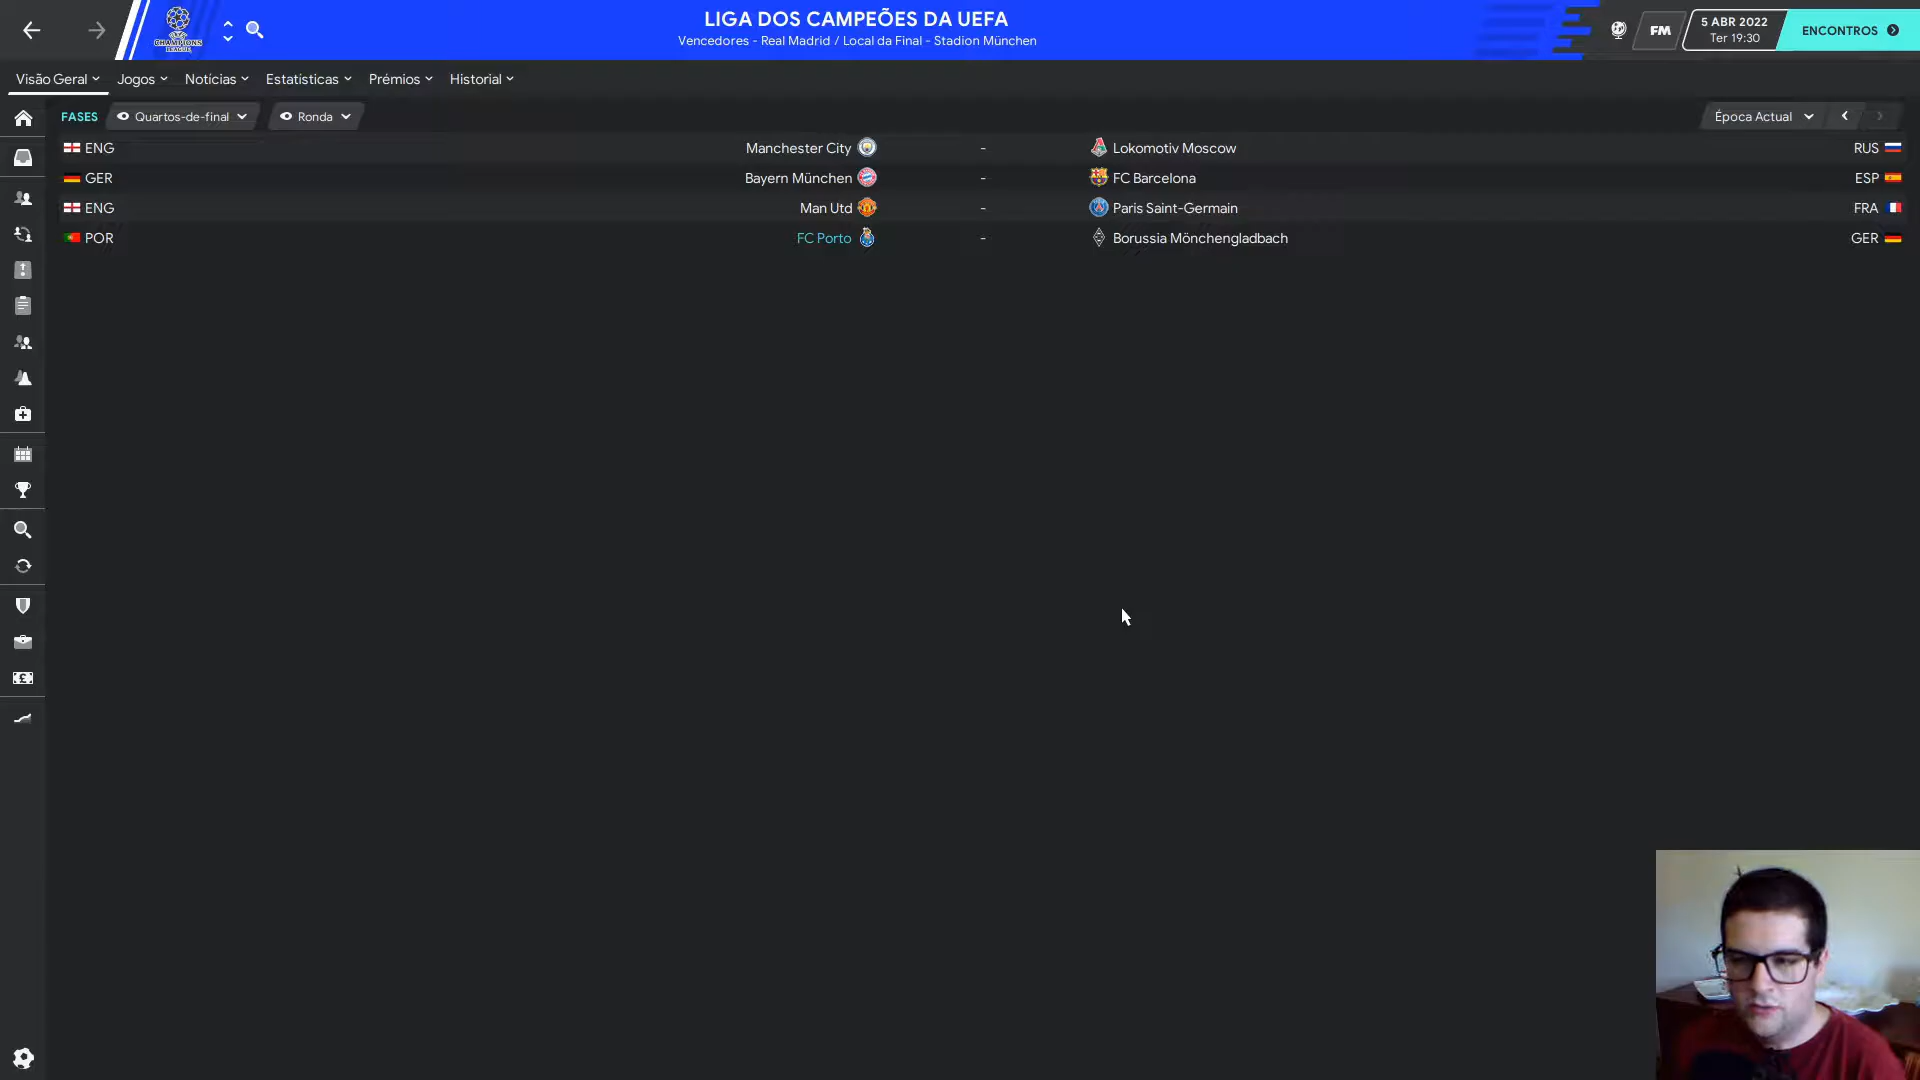 LIGA DOS CAMPEÕES DA UEFA
Vencedores - Real Madrid / Local da Final - Stadion München
CHAMPIONS
LEAGUE
FM
5 ABR 2022
Ter 19:30
ENCONTROS
Visão Geral
Jogos
Notícias
Estatísticas
Prémios
Historial
FASES
Quartos-de-final
Ronda
Época Actual
ENG Manchester City - Lokotmotiv Moscow RUS
GER Bayern München - FC Barcelona ESP
ENG Man Utd - Paris Saint-Germain FRA
POR FC Porto - Borussia Mönchengladbach GER